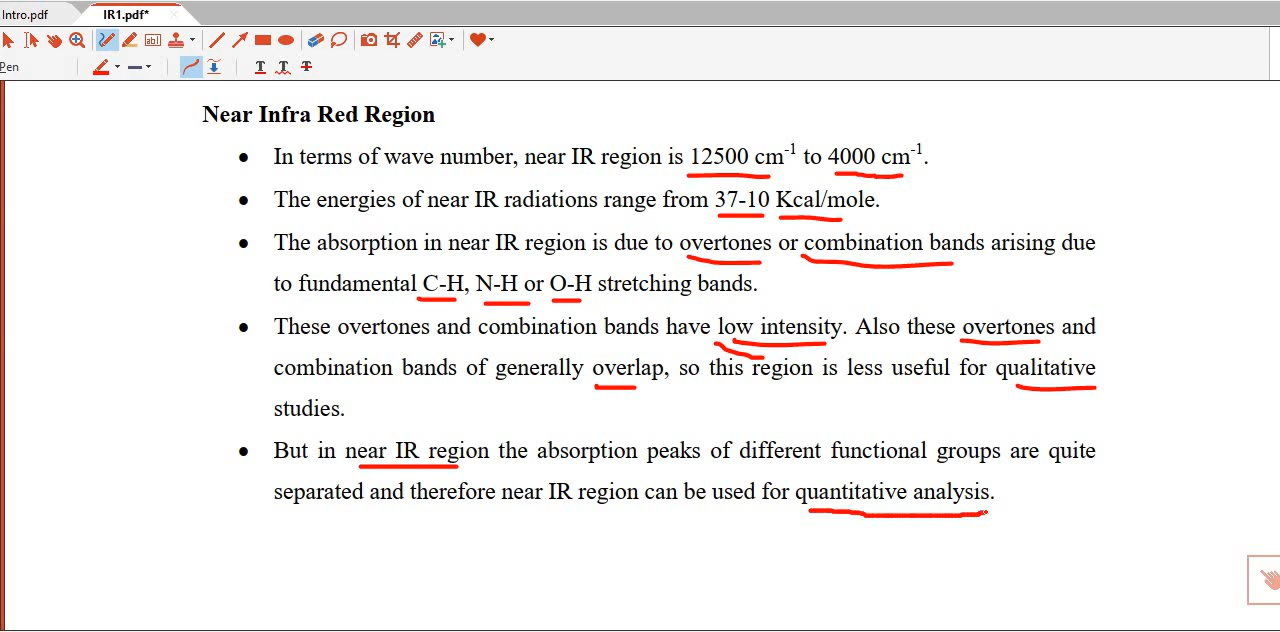 Intro.pdf
IR1.pdf*
Pen
Near Infra Red Region
• In terms of wave number, near IR region is 12500 cm⁻¹ to 4000 cm⁻¹.
• The energies of near IR radiations range from 37-10 Kcal/mole.
• The absorption in near IR region is due to overtones or combination bands arising due
to fundamental C-H, N-H or O-H stretching bands.
• These overtones and combination bands have low intensity. Also these overtones and
combination bands of generally overlap, so this region is less useful for qualitative
studies.
• But in near IR region the absorption peaks of different functional groups are quite
separated and therefore near IR region can be used for quantitative analysis.